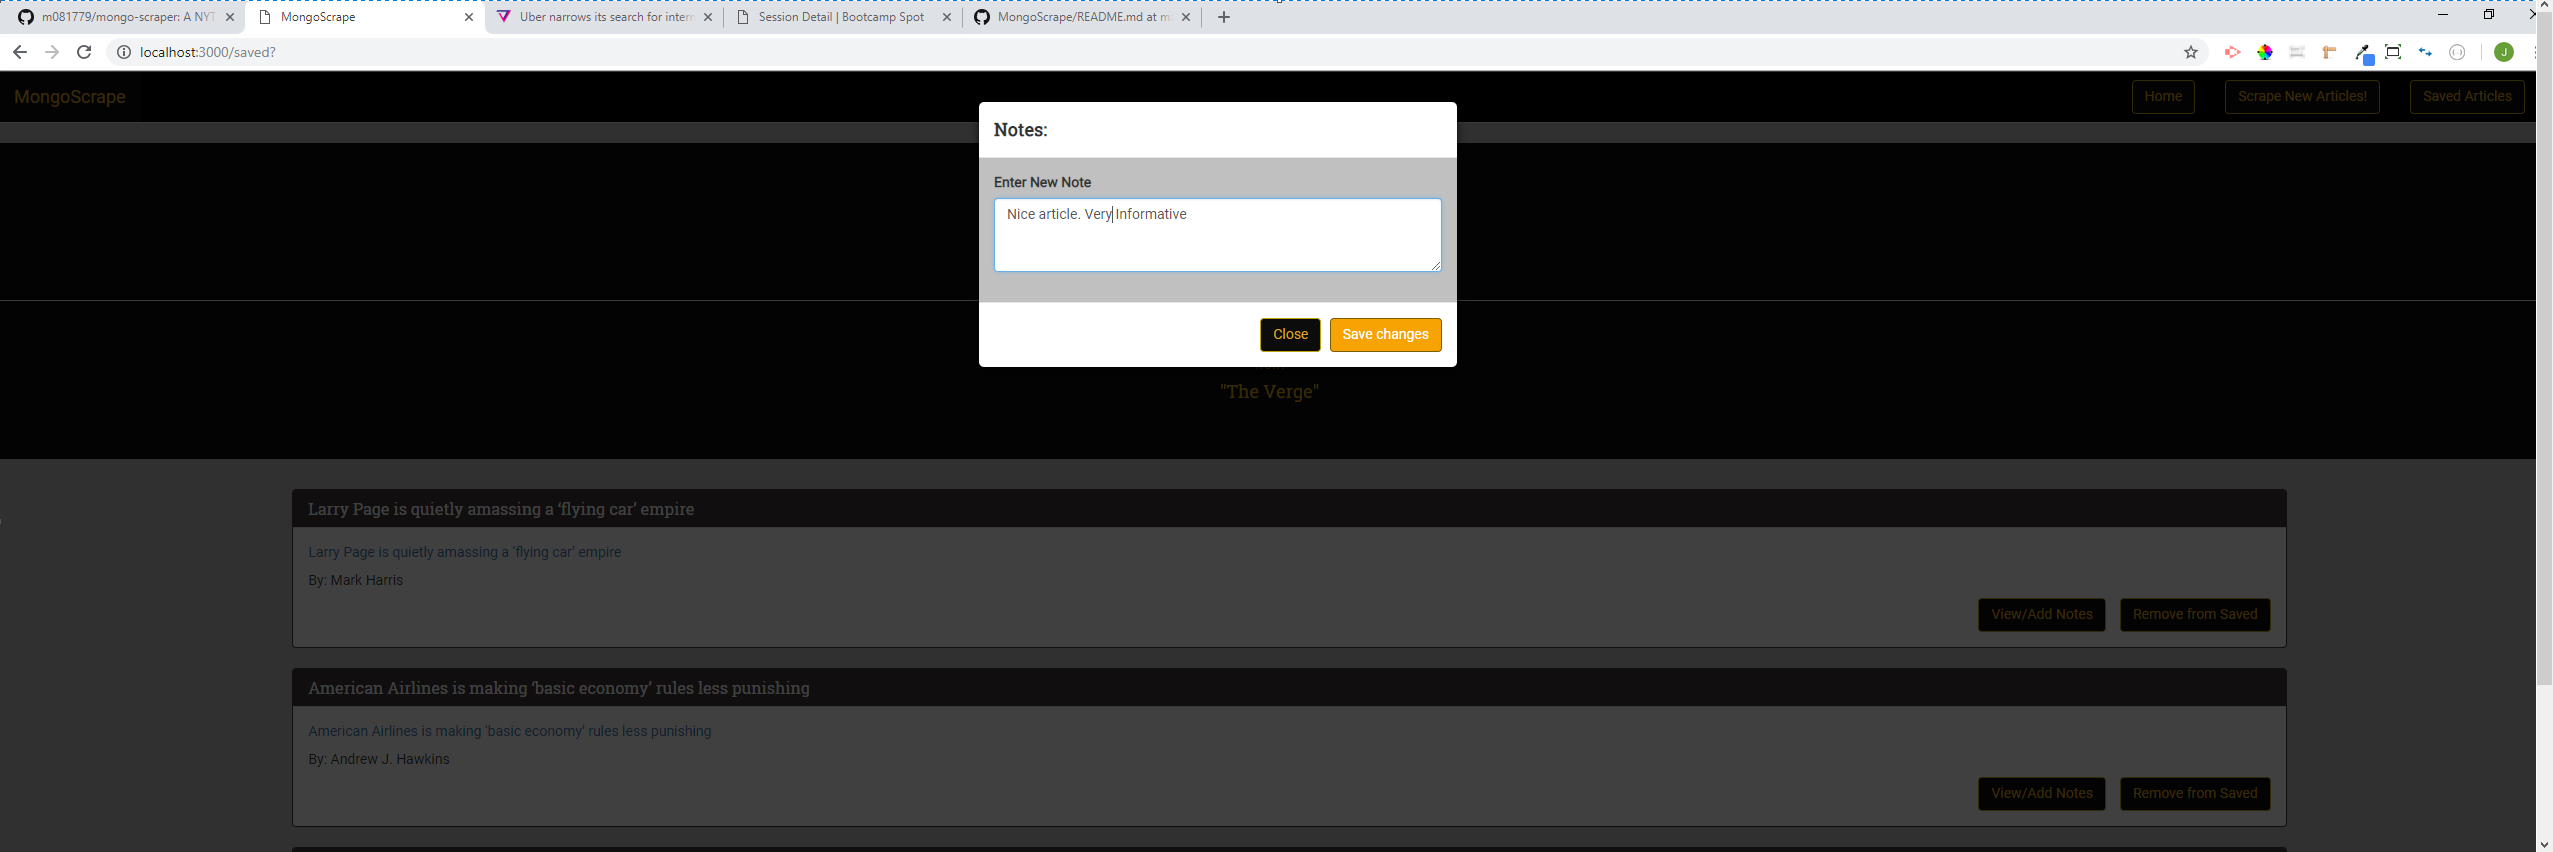 m081779/mongo-scraper: A NYT
MongoScrape
Uber narrows its search for intern
Session Detail | Bootcamp Spot
MongoScrape/README.md at m
localhost:3000/saved?
J
MongoScrape
Home
Scrape New Articles!
Saved Articles
Notes:
Enter New Note
Nice article. Very Informative
Close
Save changes
"The Verge"
Larry Page is quietly amassing a ‘flying car’ empire
Larry Page is quietly amassing a ‘flying car’ empire
By: Mark Harris
View/Add Notes
Remove from Saved
American Airlines is making ‘basic economy’ rules less punishing
American Airlines is making ‘basic economy’ rules less punishing
By: Andrew J. Hawkins
View/Add Notes
Remove from Saved